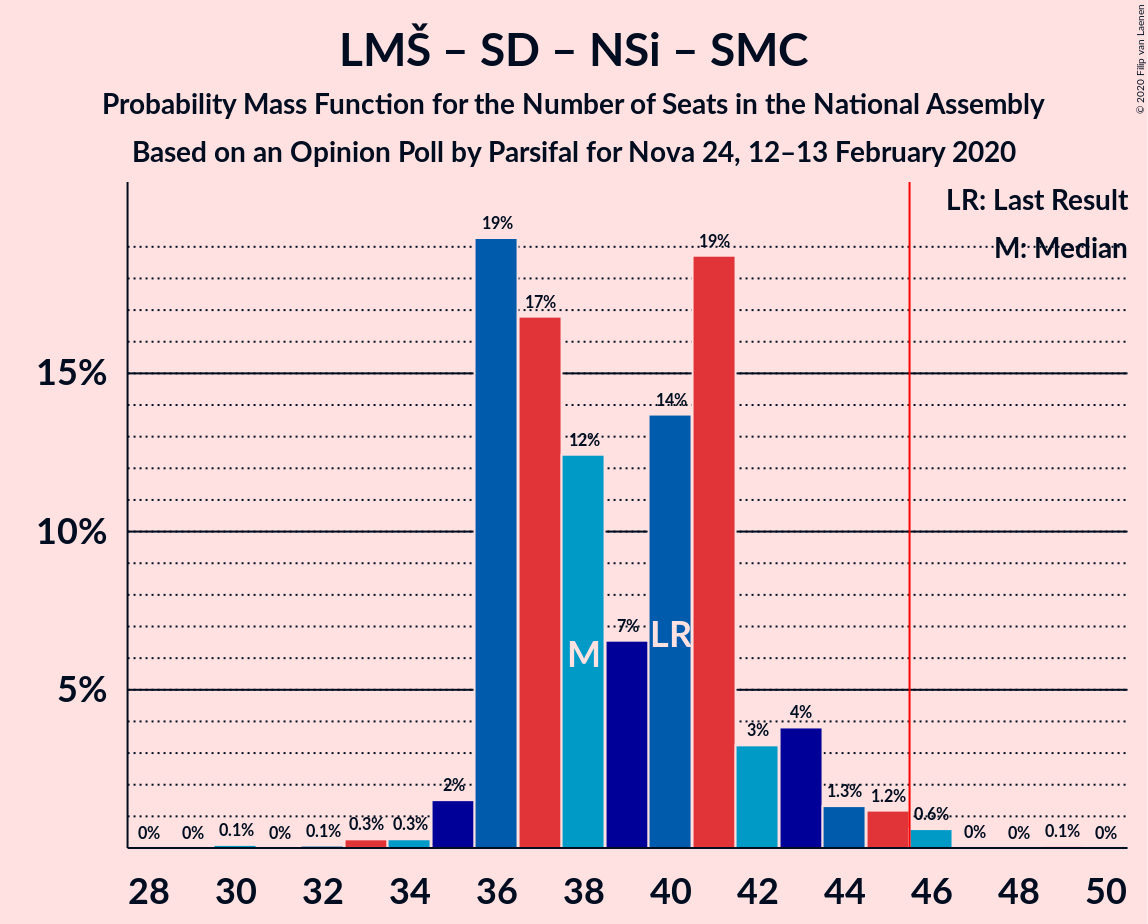 LMŠ – SD – NSi – SMC
Probability Mass Function for the Number of Seats in the National Assembly
Based on an Opinion Poll by Parsifal for Nova 24, 12–13 February 2020
© 2020 Filip van Laenen
LR: Last Result
M: Median
15%
10%
5%
0%
0%
0.1%
0%
0.1%
0.3%
0.3%
2%
19%
17%
12%
7%
14%
19%
3%
4%
1.3%
1.2%
0.6%
0%
0%
0.1%
0%
M
LR
28 30 32 34 36 38 40 42 44 46 48 50